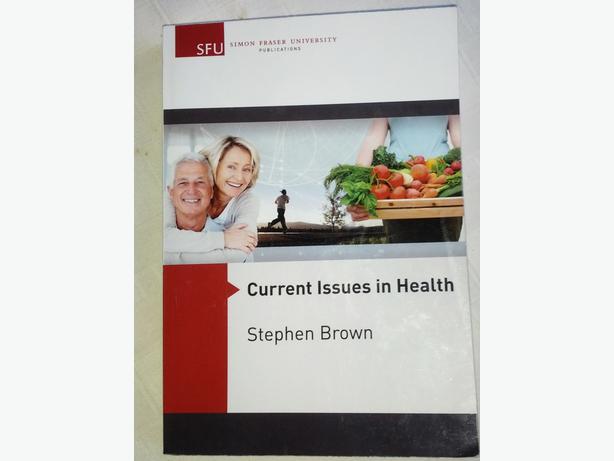 SFU SIMON FRASER UNIVERSITY
PUBLICATIONS
Current Issues in Health
Stephen Brown